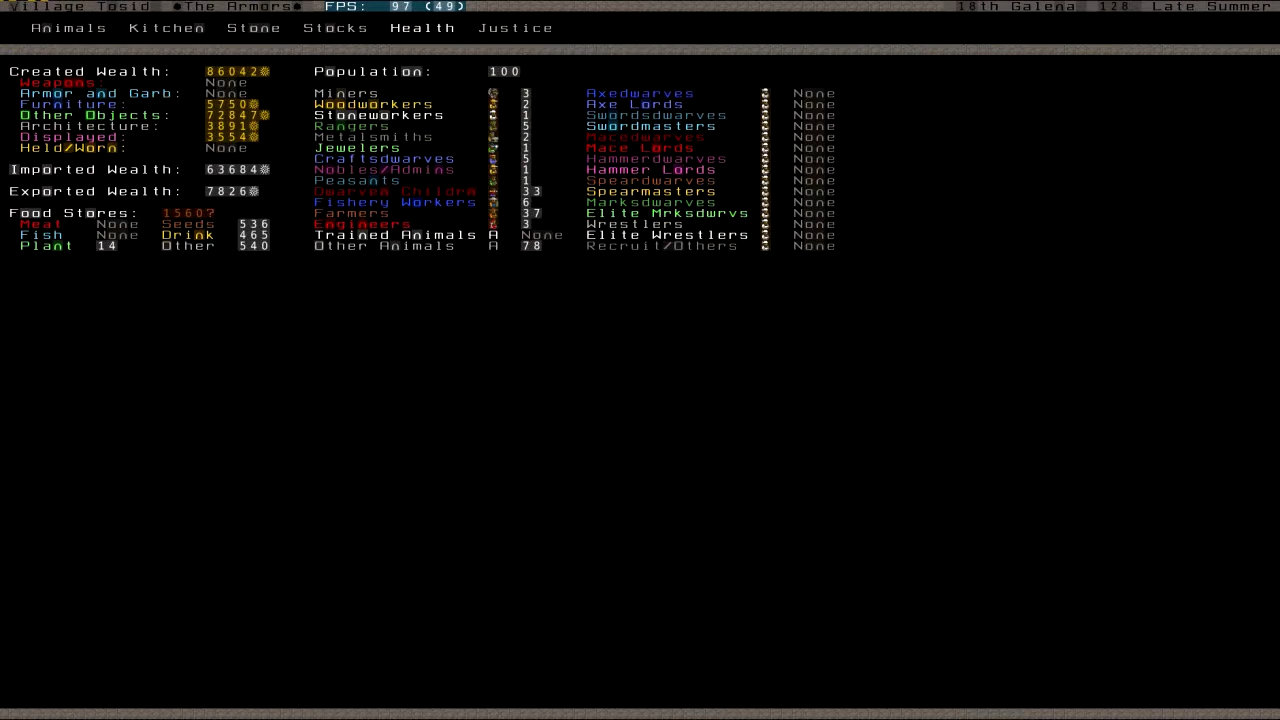 Village Tosid "The Armors" FPS: 97 (49) 18th Galena 128 Late Summer
Animals Kitchen Stone Stocks Health Justice
Created Wealth: 86042☼ Population: 100
Weapons: None
Armor and Garb: None Miners 3 Axedwarves None
Furniture: 5750☼ Woodworkers 2 Axe Lords None
Other Objects: 72847☼ Stoneworkers 1 Swordsdwarves None
Architecture: 3891☼ Rangers 5 Swordmasters None
Displayed: 3554☼ Metalsmiths 2 Macedwarves None
Held/Worn: None Jewelers 1 Mace Lords None
Craftsdwarves 5 Hammerdwarves None
Imported Wealth: 63684☼ Nobles/Admins 1 Hammer Lords None
Peasants 1 Speardwarves None
Exported Wealth: 7826☼ Dwarven Childrn 33 Spearmasters None
Fishery Workers 6 Marksdwarves None
Food Stores: 1560? Farmers 37 Elite Mrksdwrvs None
Meat None Seeds 536 Engineers 3 Wrestlers None
Fish None Drink 465 Trained Animals A None Elite Wrestlers None
Plant 14 Other 540 Other Animals A 78 Recruit/Others None